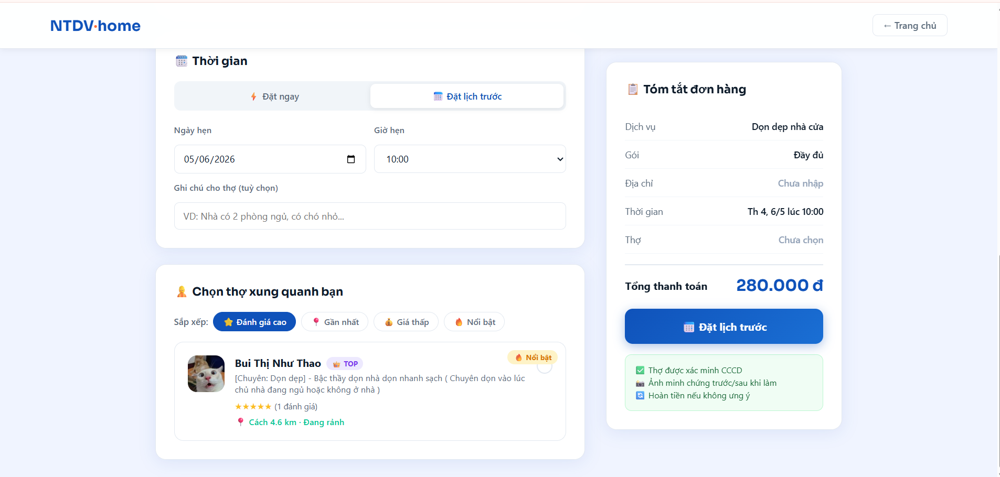 NTDV·home
← Trang chủ
Thời gian
Đặt ngay
Đặt lịch trước
Ngày hẹn
Giờ hẹn
05/06/2026
10:00
Ghi chú cho thợ (tuỳ chọn)
VD: Nhà có 2 phòng ngủ, có chó nhỏ...
Chọn thợ xung quanh bạn
Sắp xếp:
Đánh giá cao
Gần nhất
Giá thấp
Nổi bật
Nổi bật
Bui Thị Như Thao
TOP
[Chuyên: Dọn dẹp] - Bậc thầy dọn nhà dọn nhanh sạch ( Chuyên dọn vào lúc
chủ nhà đang ngủ hoặc không ở nhà )
★★★★★ (1 đánh giá)
Cách 4.6 km · Đang rảnh
Tóm tắt đơn hàng
Dịch vụ
Dọn dẹp nhà cửa
Gói
Đầy đủ
Địa chỉ
Chưa nhập
Thời gian
Th 4, 6/5 lúc 10:00
Thợ
Chưa chọn
Tổng thanh toán
280.000 đ
Đặt lịch trước
Thợ được xác minh CCCD
Ảnh minh chứng trước/sau khi làm
Hoàn tiền nếu không ưng ý